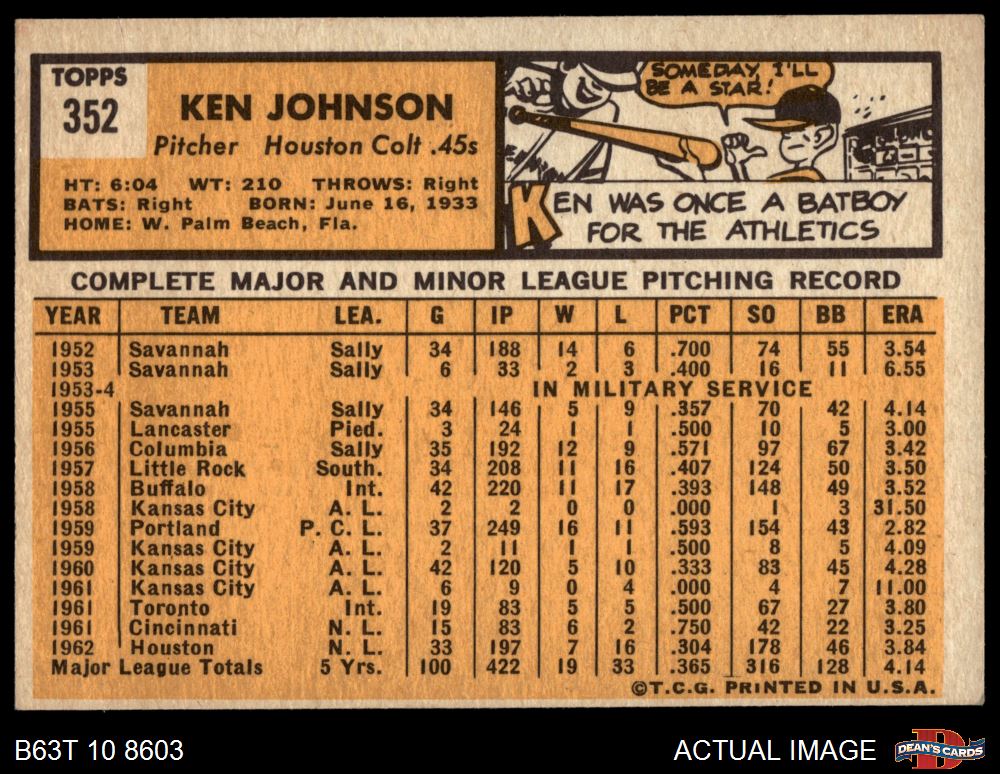 TOPPS
352
KEN JOHNSON
Pitcher Houston Colt .45s
HT: 6:04 WT: 210 THROWS: Right
BATS: Right BORN: June 16, 1933
HOME: W. Palm Beach, Fla.
SOMEDAY, I'LL
BE A STAR!
KEN WAS ONCE A BATBOY
FOR THE ATHLETICS
COMPLETE MAJOR AND MINOR LEAGUE PITCHING RECORD
YEAR TEAM LEA. G IP W L PCT SO BB ERA
1952 Savannah Sally 34 188 14 6 .700 74 55 3.54
1953 Savannah Sally 6 33 2 3 .400 16 11 6.55
1953-4 IN MILITARY SERVICE
1955 Savannah Sally 34 146 5 9 .357 70 42 4.14
1955 Lancaster Pied. 3 24 1 1 .500 10 5 3.00
1956 Columbia Sally 35 192 12 9 .571 97 67 3.42
1957 Little Rock South. 34 208 11 16 .407 124 50 3.50
1958 Buffalo Int. 42 220 11 17 .393 148 49 3.52
1958 Kansas City A. L. 2 2 0 0 .000 1 3 31.50
1959 Portland P. C. L. 37 249 16 11 .593 154 43 2.82
1959 Kansas City A. L. 2 11 1 1 .500 8 5 4.09
1960 Kansas City A. L. 42 120 5 10 .333 83 45 4.28
1961 Kansas City A. L. 6 9 0 4 .000 4 7 11.00
1961 Toronto Int. 19 83 5 5 .500 67 27 3.80
1961 Cincinnati N. L. 15 83 6 2 .750 42 22 3.25
1962 Houston N. L. 33 197 7 16 .304 178 46 3.84
Major League Totals 5 Yrs. 100 422 19 33 .365 316 128 4.14
©T.C.G. PRINTED IN U.S.A.
B63T 10 8603
ACTUAL IMAGE
DEAN'S CARDS